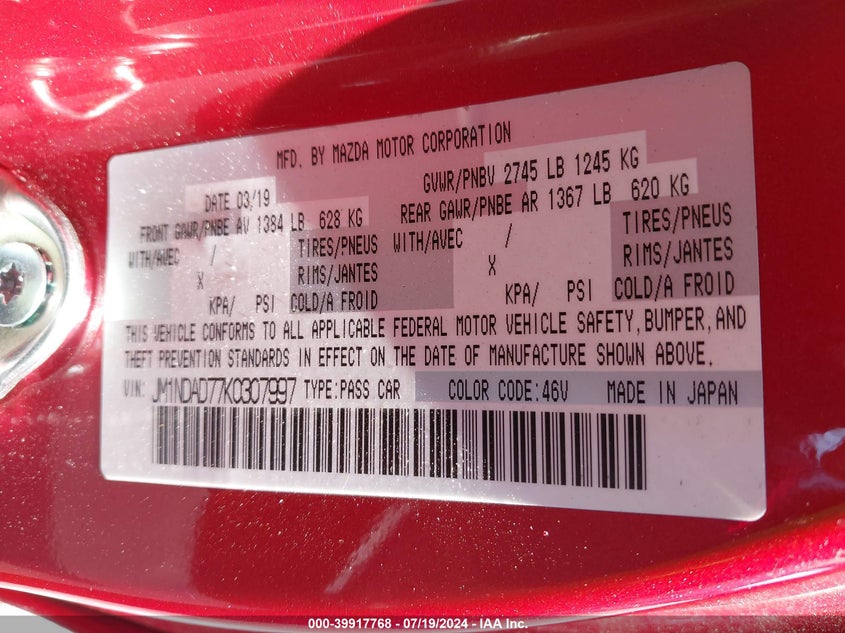 MFD. BY MAZDA MOTOR CORPORATION
DATE 03/19 GVWR/PNBV 2745 LB 1245 KG
FRONT GAWR/PNBE AV 1384 LB 628 KG REAR GAWR/PNBE AR 1367 LB 620 KG
WITH/AVEC / TIRES/PNEUS WITH/AVEC / TIRES/PNEUS
X RIMS/JANTES X RIMS/JANTES
KPA/ PSI COLD/A FROID KPA/ PSI COLD/A FROID
THIS VEHICLE CONFORMS TO ALL APPLICABLE FEDERAL MOTOR VEHICLE SAFETY, BUMPER, AND
THEFT PREVENTION STANDARDS IN EFFECT ON THE DATE OF MANUFACTURE SHOWN ABOVE.
VIN: JM1NDAD77K0307997 TYPE:PASS CAR COLOR CODE:46V MADE IN JAPAN
000-39917768 - 07/19/2024 - IAA Inc.